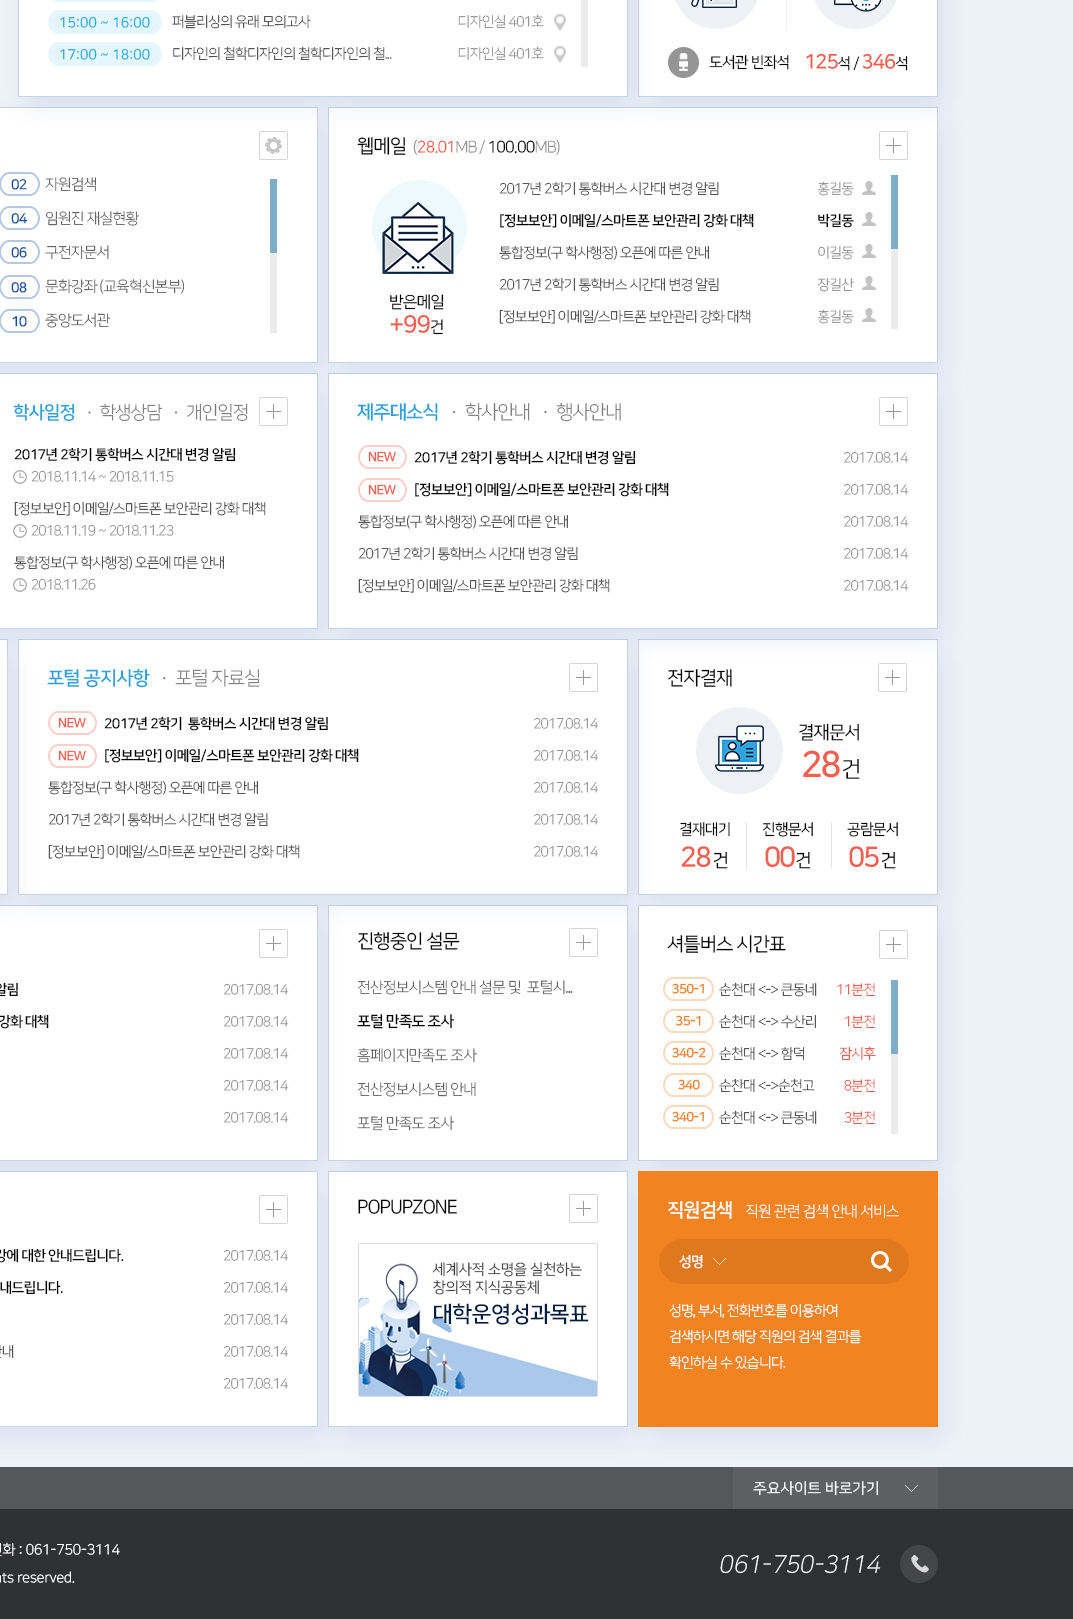 15:00 ~ 16:00 퍼블리싱의 유래 모의고사 디자인실 401호
17:00 ~ 18:00 디자인의 철학디자인의 철학디자인의 철... 디자인실 401호
도서관 빈좌석 125석 / 346석
02 자원검색
04 임원진 재실현황
06 구전자문서
08 문화강좌 (교육혁신본부)
10 중앙도서관
웹메일 (28.01MB / 100.00MB)
받은메일
+99건
2017년 2학기 통학버스 시간대 변경 알림 홍길동
[정보보안] 이메일/스마트폰 보안관리 강화 대책 박길동
통합정보(구 학사행정) 오픈에 따른 안내 이길동
2017년 2학기 통학버스 시간대 변경 알림 장길산
[정보보안] 이메일/스마트폰 보안관리 강화 대책 홍길동
학사일정 · 학생상담 · 개인일정
2017년 2학기 통학버스 시간대 변경 알림
2018.11.14 ~ 2018.11.15
[정보보안] 이메일/스마트폰 보안관리 강화 대책
2018.11.19 ~ 2018.11.23
통합정보(구 학사행정) 오픈에 따른 안내
2018.11.26
제주대소식 · 학사안내 · 행사안내
NEW 2017년 2학기 통학버스 시간대 변경 알림 2017.08.14
NEW [정보보안] 이메일/스마트폰 보안관리 강화 대책 2017.08.14
통합정보(구 학사행정) 오픈에 따른 안내 2017.08.14
2017년 2학기 통학버스 시간대 변경 알림 2017.08.14
[정보보안] 이메일/스마트폰 보안관리 강화 대책 2017.08.14
포털 공지사항 · 포털 자료실
NEW 2017년 2학기 통학버스 시간대 변경 알림 2017.08.14
NEW [정보보안] 이메일/스마트폰 보안관리 강화 대책 2017.08.14
통합정보(구 학사행정) 오픈에 따른 안내 2017.08.14
2017년 2학기 통학버스 시간대 변경 알림 2017.08.14
[정보보안] 이메일/스마트폰 보안관리 강화 대책 2017.08.14
전자결재
결재문서
28건
결재대기 진행문서 공람문서
28건 00건 05건
알림 2017.08.14
강화 대책 2017.08.14
2017.08.14
2017.08.14
2017.08.14
진행중인 설문
전산정보시스템 안내 설문 및 포털시...
포털 만족도 조사
홈페이지만족도 조사
전산정보시스템 안내
포털 만족도 조사
셔틀버스 시간표
350-1 순천대 <-> 큰동네 11분전
35-1 순천대 <-> 수산리 1분전
340-2 순천대 <-> 함덕 잠시후
340 순찬대 <->순천고 8분전
340-1 순천대 <-> 큰동네 3분전
에 대한 안내드립니다. 2017.08.14
내드립니다. 2017.08.14
2017.08.14
안내 2017.08.14
2017.08.14
POPUPZONE
세계사적 소명을 실천하는
창의적 지식공동체
대학운영성과목표
직원검색 직원 관련 검색 안내 서비스
성명
성명, 부서, 전화번호를 이용하여
검색하시면 해당 직원의 검색 결과를
확인하실 수 있습니다.
주요사이트 바로가기
전화 : 061-750-3114
061-750-3114
ts reserved.